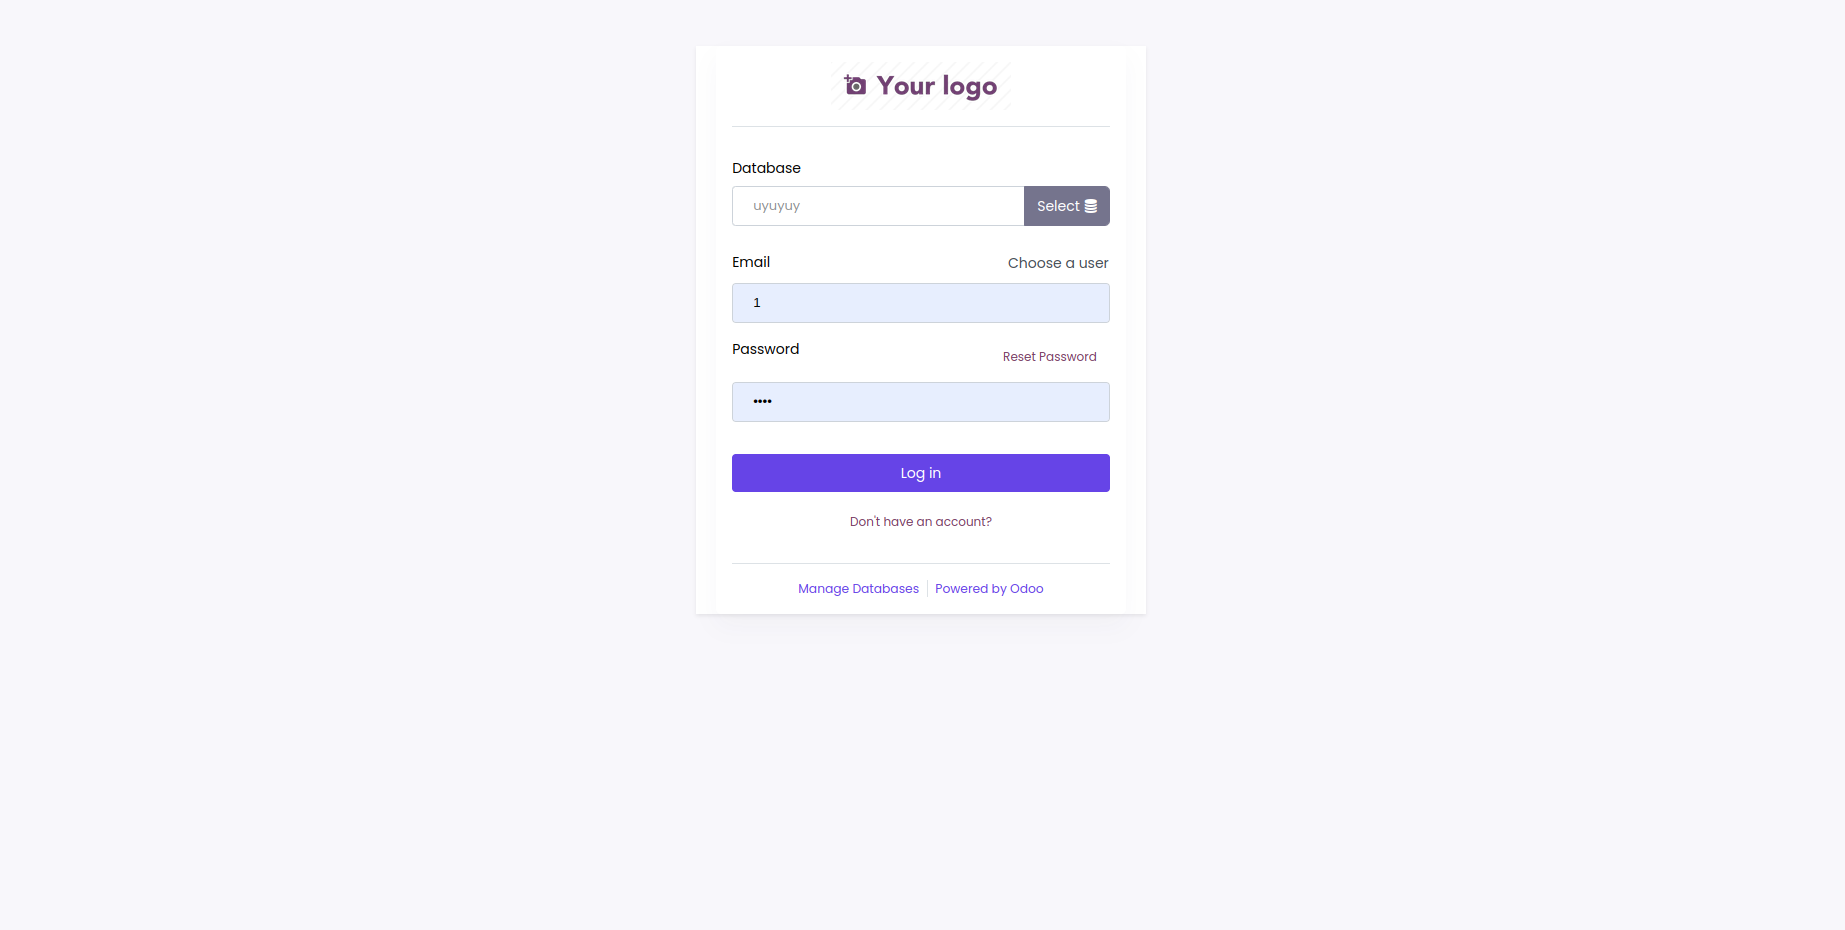 Your logo
Database
uyuyuy
Select
Email
Choose a user
1
Password
Reset Password
••••
Log in
Don't have an account?
Manage Databases
Powered by Odoo